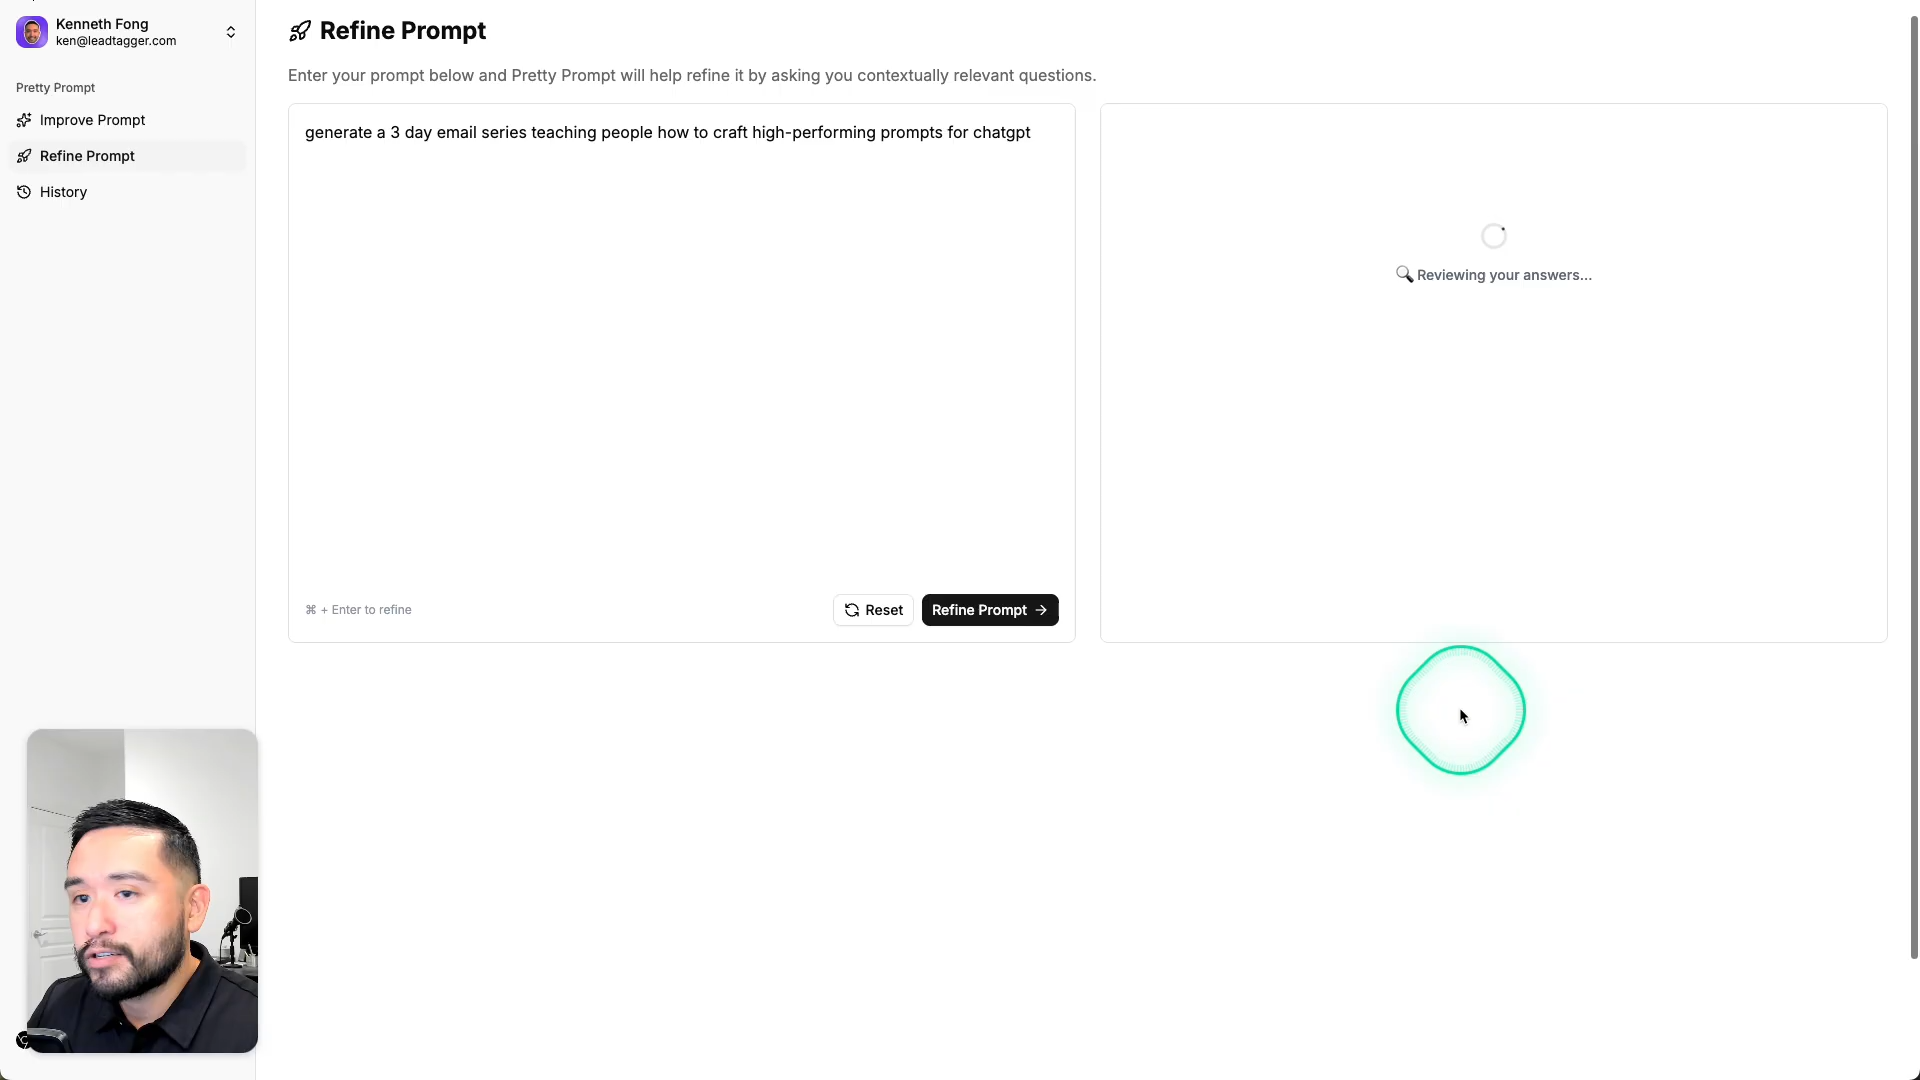 Kenneth Fong
ken@leadtagger.com
Pretty Prompt
Improve Prompt
Refine Prompt
History
Refine Prompt
Enter your prompt below and Pretty Prompt will help refine it by asking you contextually relevant questions.
generate a 3 day email series teaching people how to craft high-performing prompts for chatgpt
⌘ + Enter to refine
Reset
Refine Prompt →
🔍 Reviewing your answers...